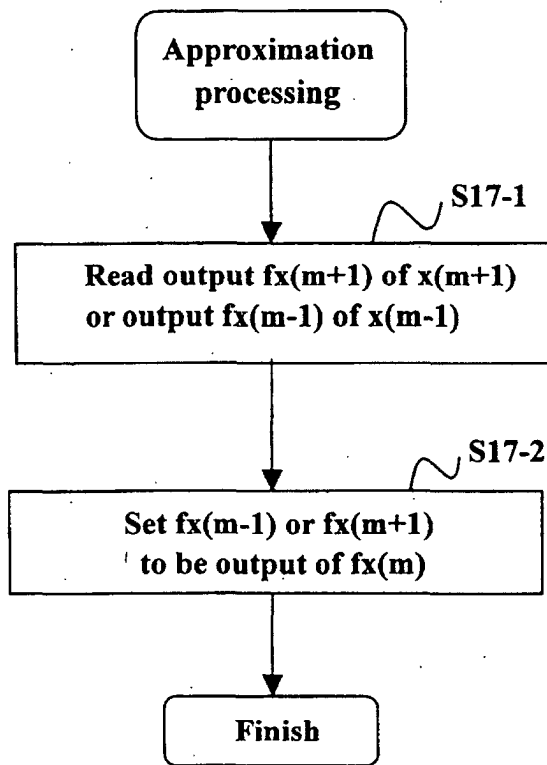 Approximation
processing
S17-1
Read output fx(m+1) of x(m+1)
or output fx(m-1) of x(m-1)
S17-2
Set fx(m-1) or fx(m+1)
to be output of fx(m)
Finish